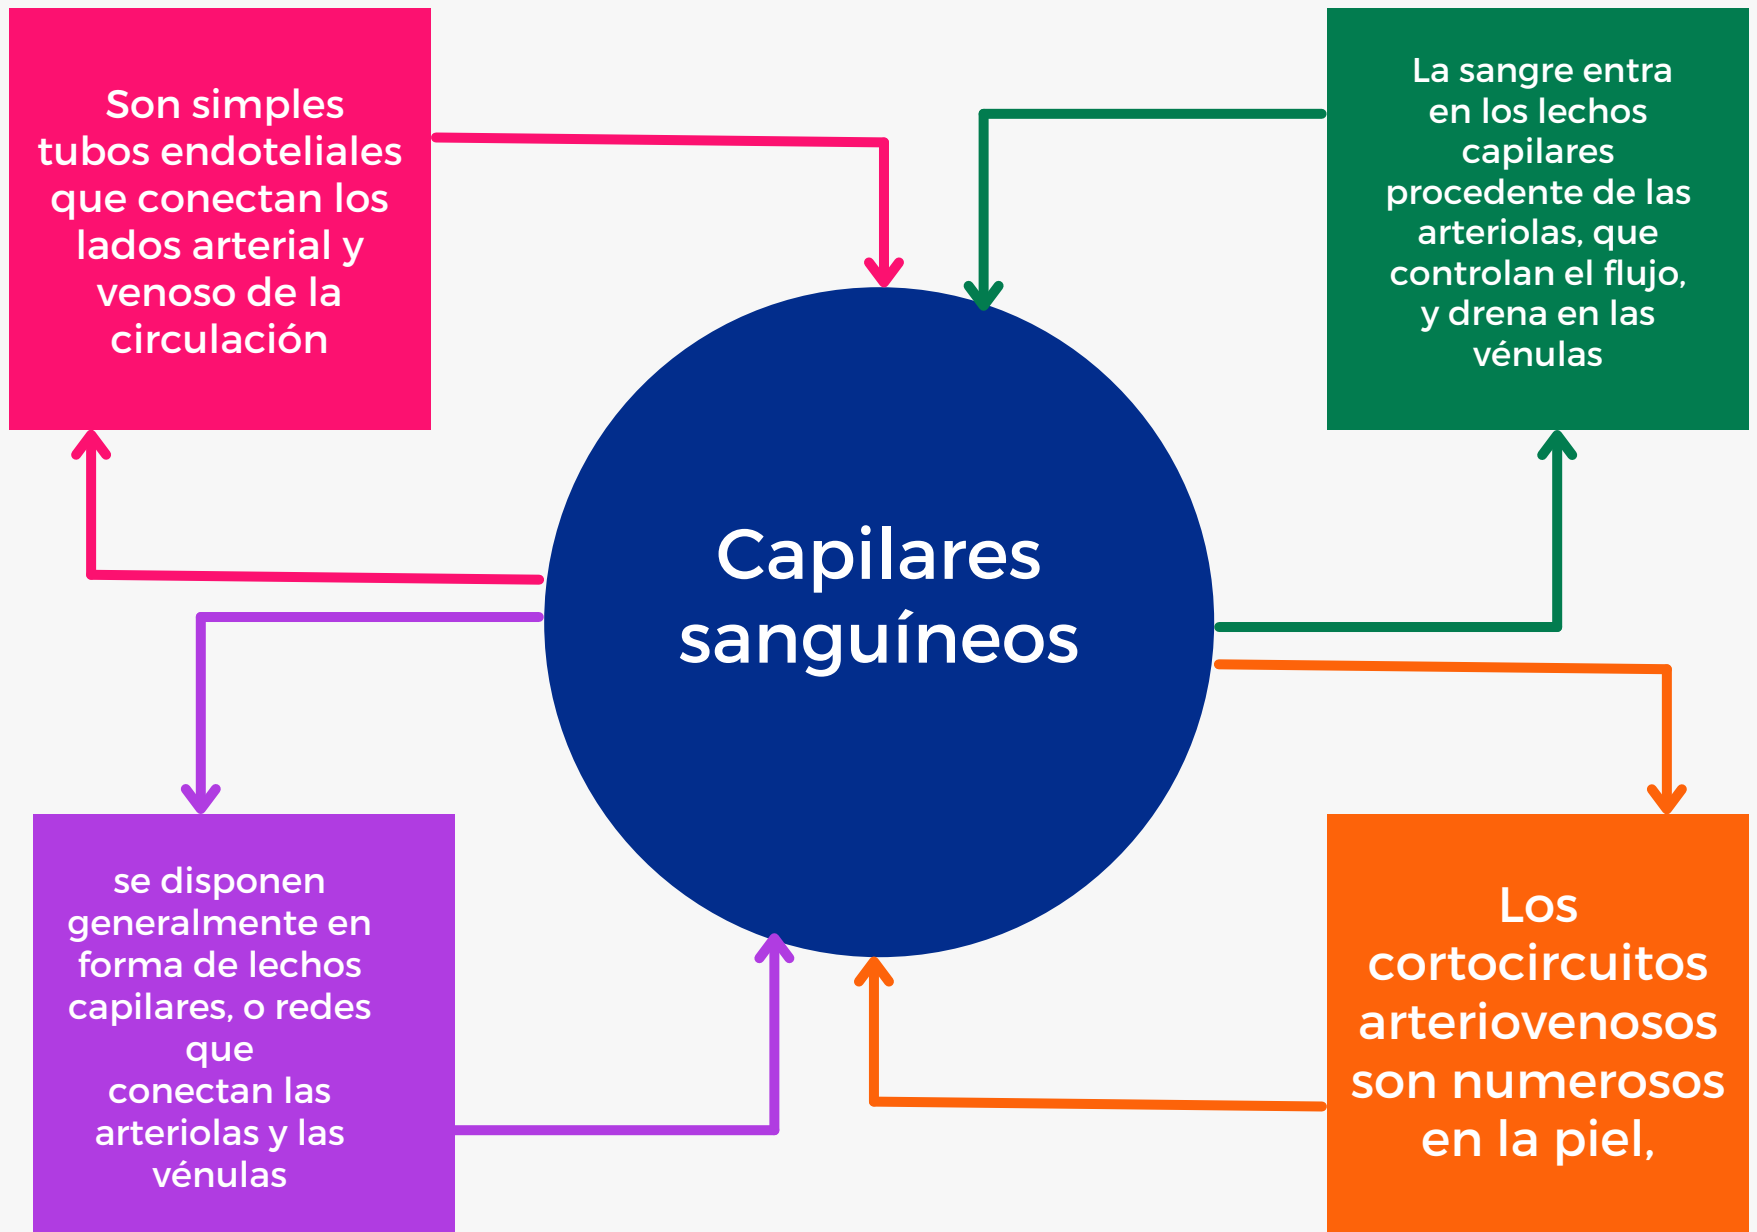 Son simples
tubos endoteliales
que conectan los
lados arterial y
venoso de la
circulación
La sangre entra
en los lechos
capilares
procedente de las
arteriolas, que
controlan el flujo,
y drena en las
vénulas
Capilares
sanguíneos
se disponen
generalmente en
forma de lechos
capilares, o redes
que
conectan las
arteriolas y las
vénulas
Los
cortocircuitos
arteriovenosos
son numerosos
en la piel,